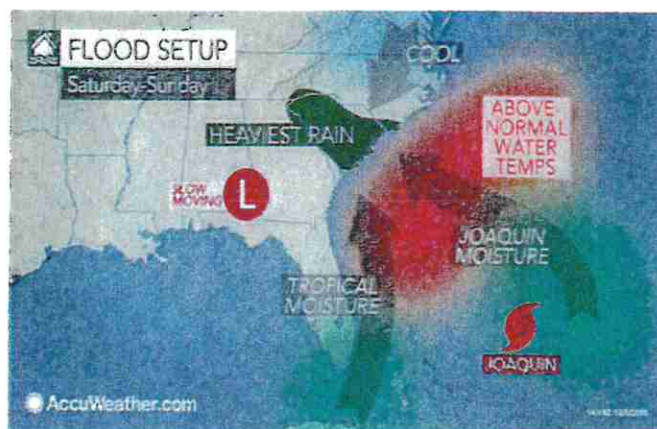 FLOOD SETUP
Saturday-Sunday
COOL
HEAVIEST RAIN
ABOVE
NORMAL
WATER
TEMPS
SLOW
MOVING
L
JOAQUIN
MOISTURE
TROPICAL
MOISTURE
JOAQUIN
AccuWeather.com